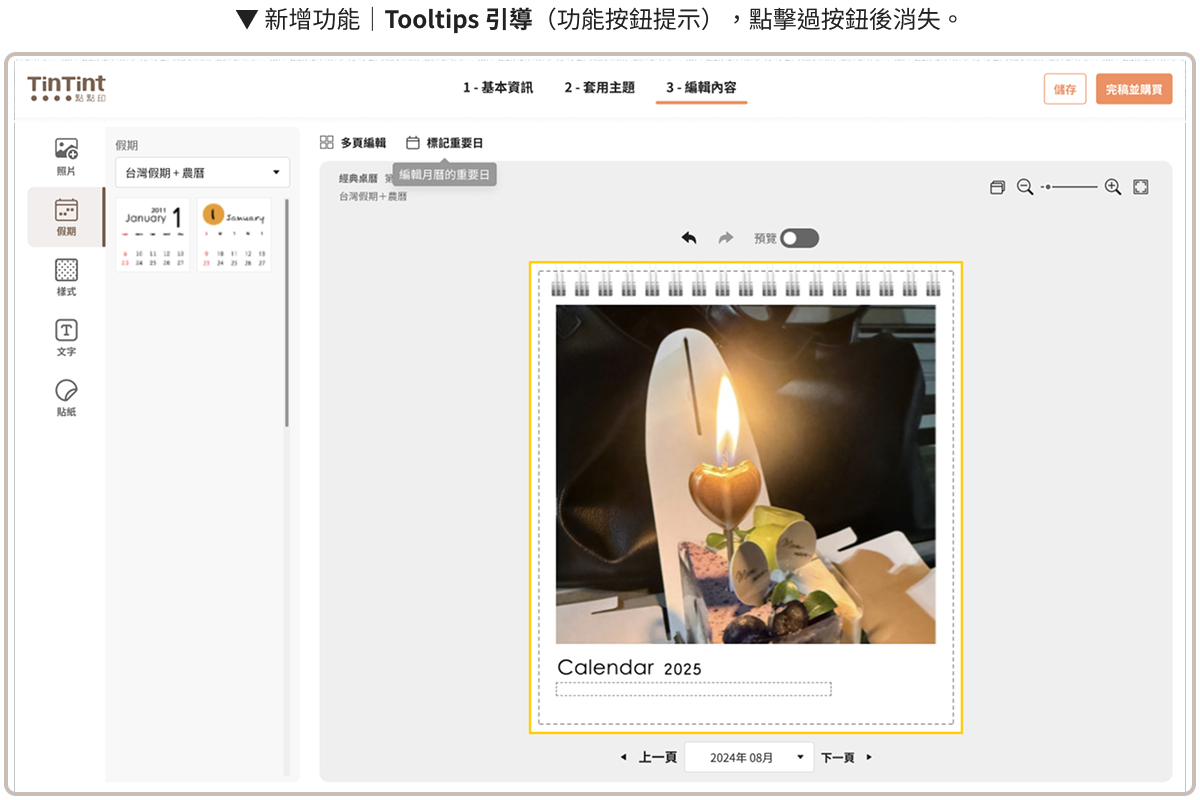 ▼ 新增功能｜Tooltips 引導（功能按鈕提示），點擊過按鈕後消失。
TinTint
點點印
1 - 基本資訊
2 - 套用主題
3 - 編輯內容
儲存
完稿並購買
照片
假期
樣式
文字
貼紙
假期
台灣假期 + 農曆
2011
January 1
1 January
多頁編輯
標記重要日
編輯月曆的重要日
經典桌曆 第
台灣假期+農曆
預覽
Calendar 2025
上一頁
2024年 08月
下一頁